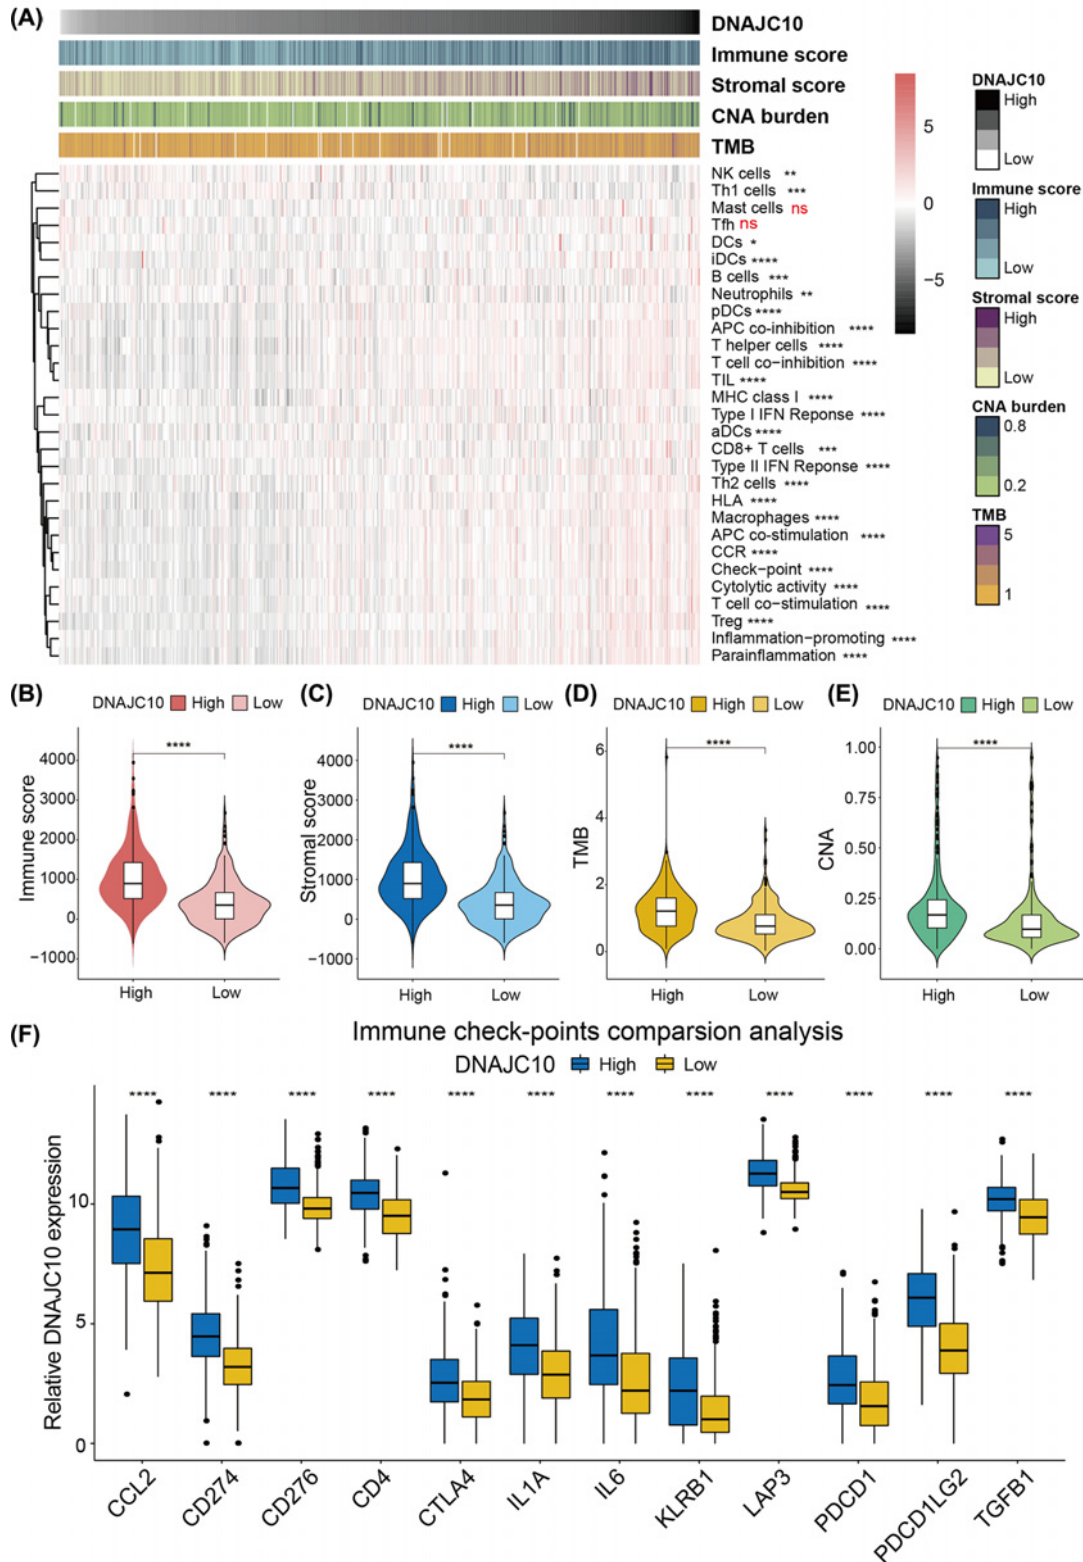 (A)
DNAJC10
Immune score
Stromal score
CNA burden
TMB
NK cells **
Th1 cells ***
Mast cells ns
Tfh ns
DCs *
iDCs ****
B cells ***
Neutrophils **
pDCs ****
APC co-inhibition ****
T helper cells ****
T cell co-inhibition ****
TIL ****
MHC class I ****
Type I IFN Reponse ****
aDCs ****
CD8+ T cells ***
Type II IFN Reponse ****
Th2 cells ****
HLA ****
Macrophages ****
APC co-stimulation ****
CCR ****
Check-point ****
Cytolytic activity ****
T cell co-stimulation ****
Treg ****
Inflammation-promoting ****
Parainflammation ****
5
0
−5
DNAJC10
High
Low
Immune score
High
Low
Stromal score
High
Low
CNA burden
0.8
0.2
TMB
5
1
(B)
DNAJC10 High Low
****
Immune score
4000
3000
2000
1000
0
−1000
High Low
(C)
DNAJC10 High Low
****
Stromal score
4000
3000
2000
1000
0
−1000
High Low
(D)
DNAJC10 High Low
****
TMB
6
4
2
0
High Low
(E)
DNAJC10 High Low
****
CNA
1.00
0.75
0.50
0.25
0.00
High Low
(F)
Immune check-points comparsion analysis
DNAJC10 High Low
**** **** **** **** **** **** **** **** **** **** **** ****
Relative DNAJC10 expression
10
5
0
CCL2 CD274 CD276 CD4 CTLA4 IL1A IL6 KLRB1 LAP3 PDCD1 PDCD1LG2 TGFB1